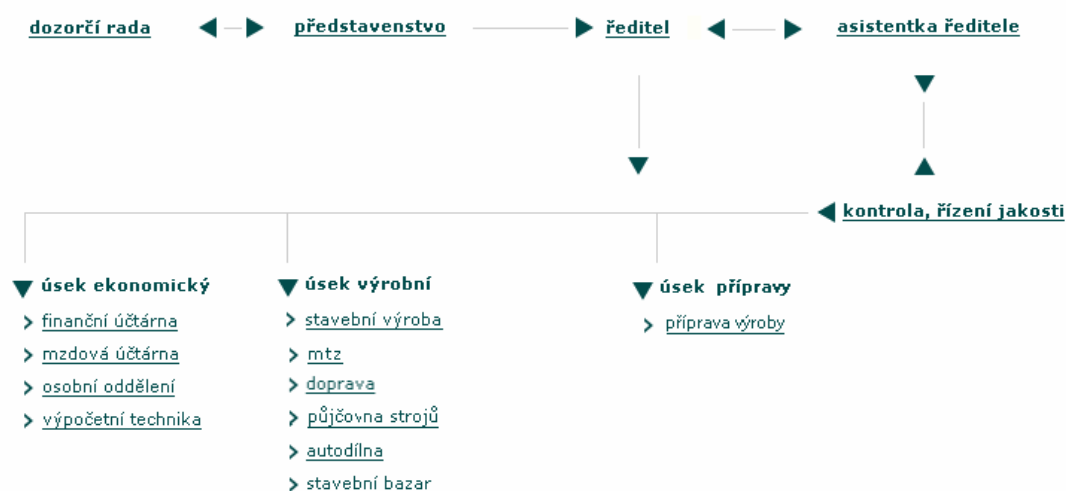 dozorčí rada
představenstvo
ředitel
asistentka ředitele
kontrola, řízení jakosti
úsek ekonomický
finanční účtárna
mzdová účtárna
osobní oddělení
výpočetní technika
úsek výrobní
stavební výroba
mtz
doprava
půjčovna strojů
autodílna
stavební bazar
úsek přípravy
příprava výroby